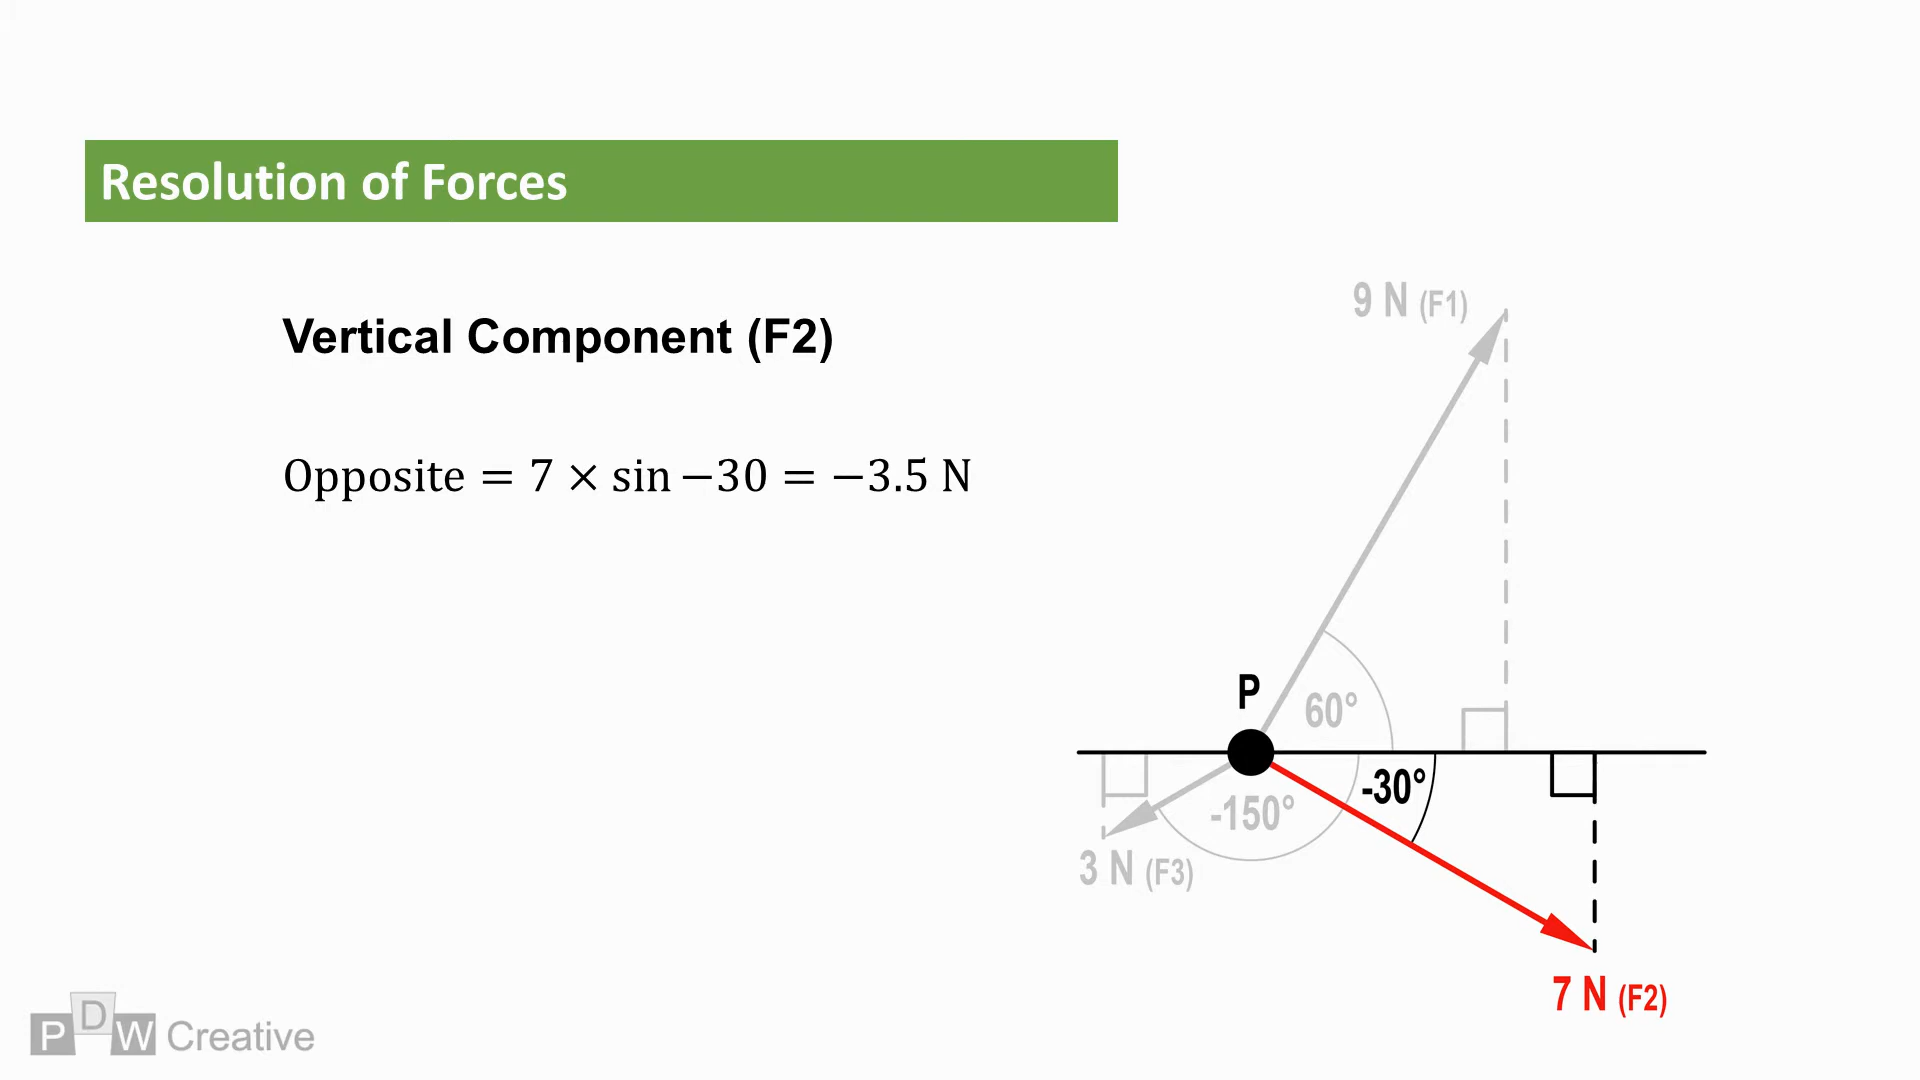 Resolution of Forces
Vertical Component (F2)
Opposite = 7 × sin −30 = −3.5 N
9 N (F1)
P
60°
-30°
-150°
3 N (F3)
7 N (F2)
PDW Creative